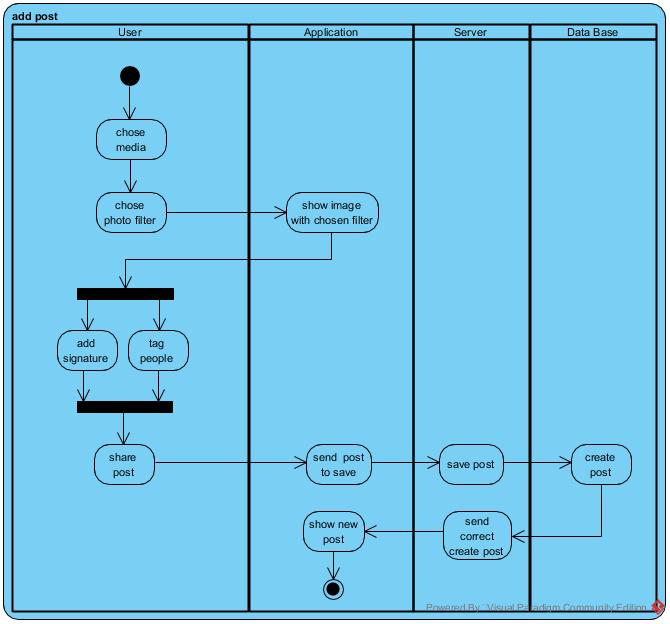 add post
User
Application
Server
Data Base
chose
media
chose
photo filter
show image
with chosen filter
add
signature
tag
people
share
post
send post
to save
save post
create
post
show new
post
send
correct
create post
Powered By Visual Paradigm Community Edition